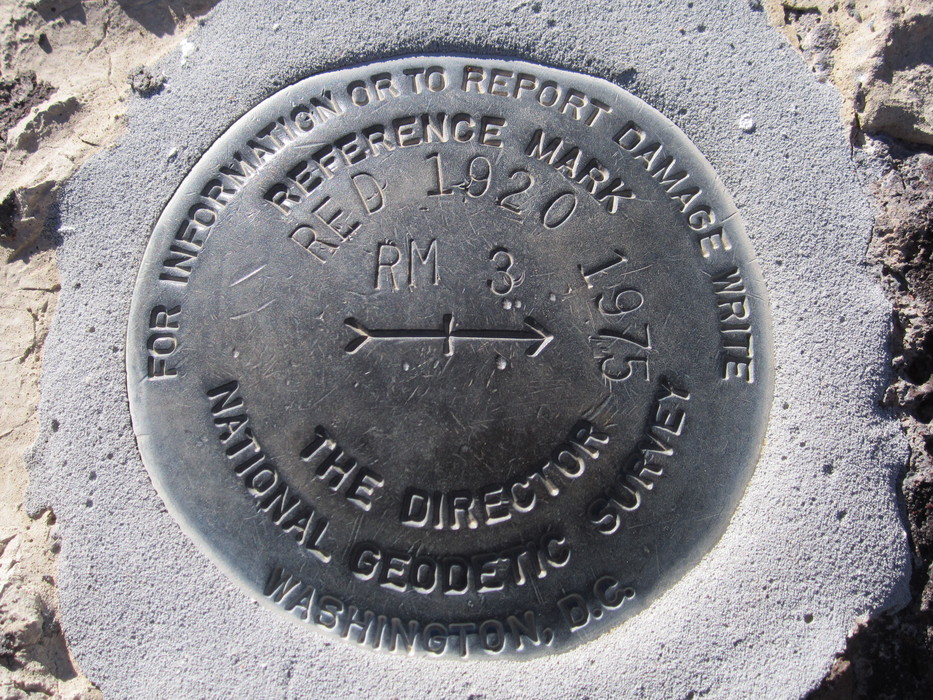 FOR INFORMATION OR TO REPORT DAMAGE WRITE
REFERENCE MARK
RED 1920
RM 3
1975
THE DIRECTOR
NATIONAL GEODETIC SURVEY
WASHINGTON, D.C.